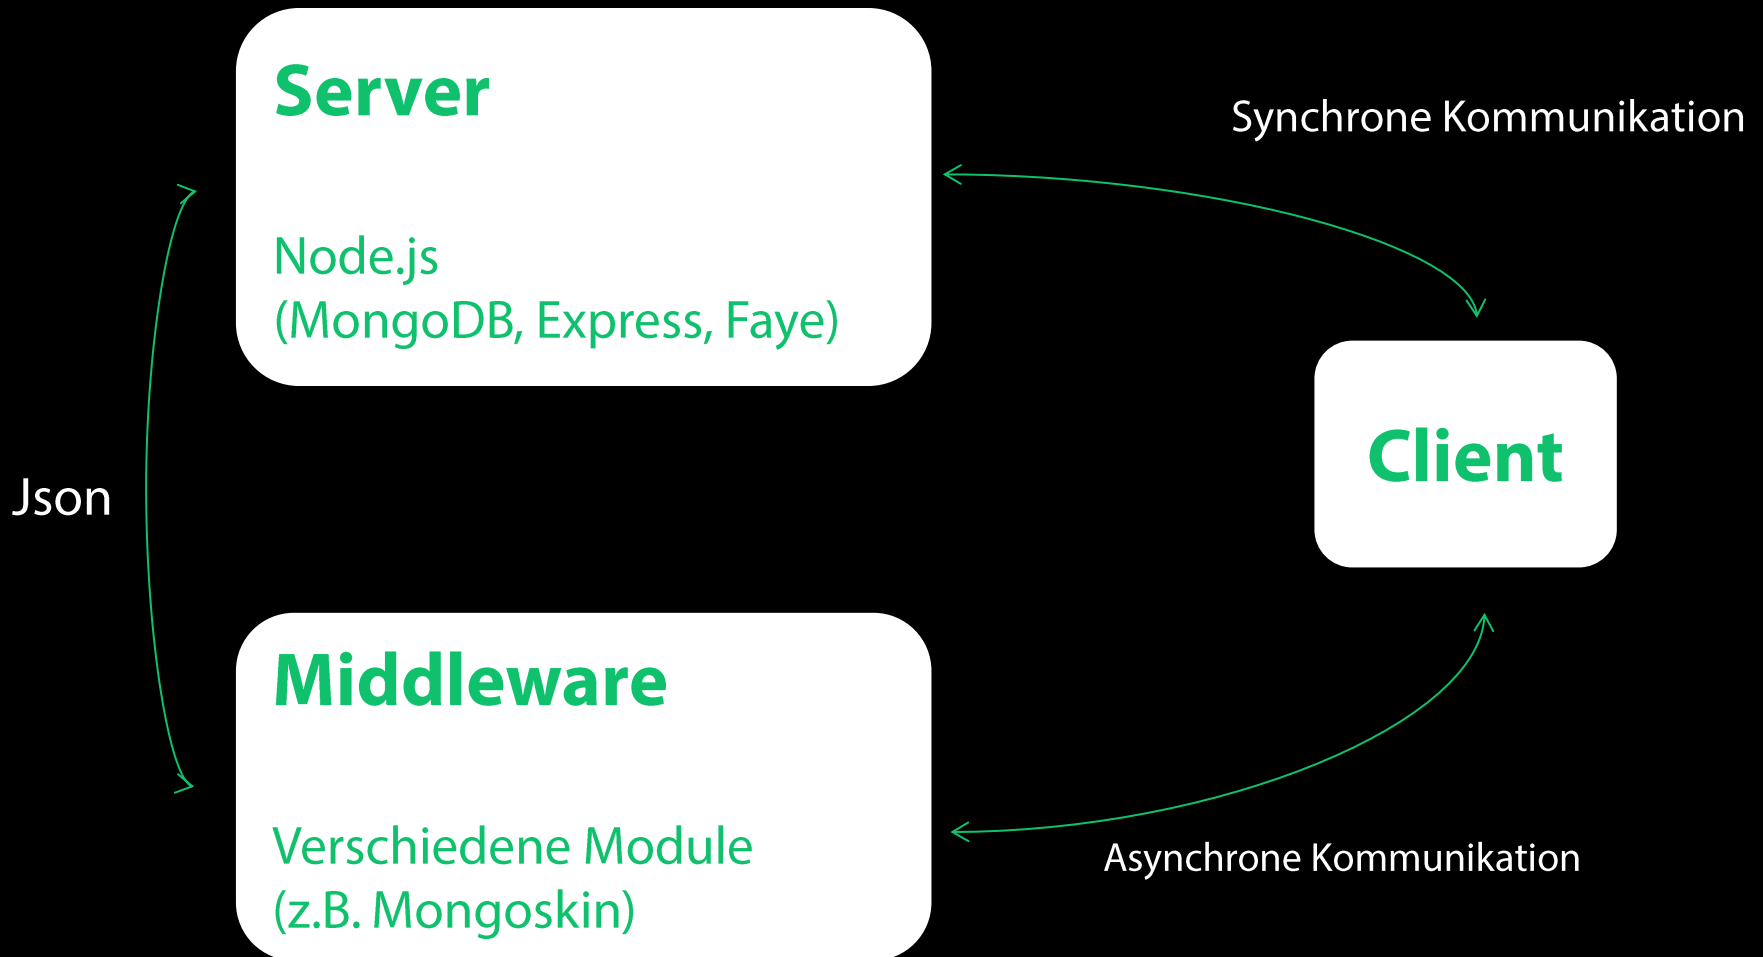 Server
Synchrone Kommunikation
Node.js
(MongoDB, Express, Faye)
Client
Json
Middleware
Verschiedene Module
(z.B. Mongoskin)
Asynchrone Kommunikation